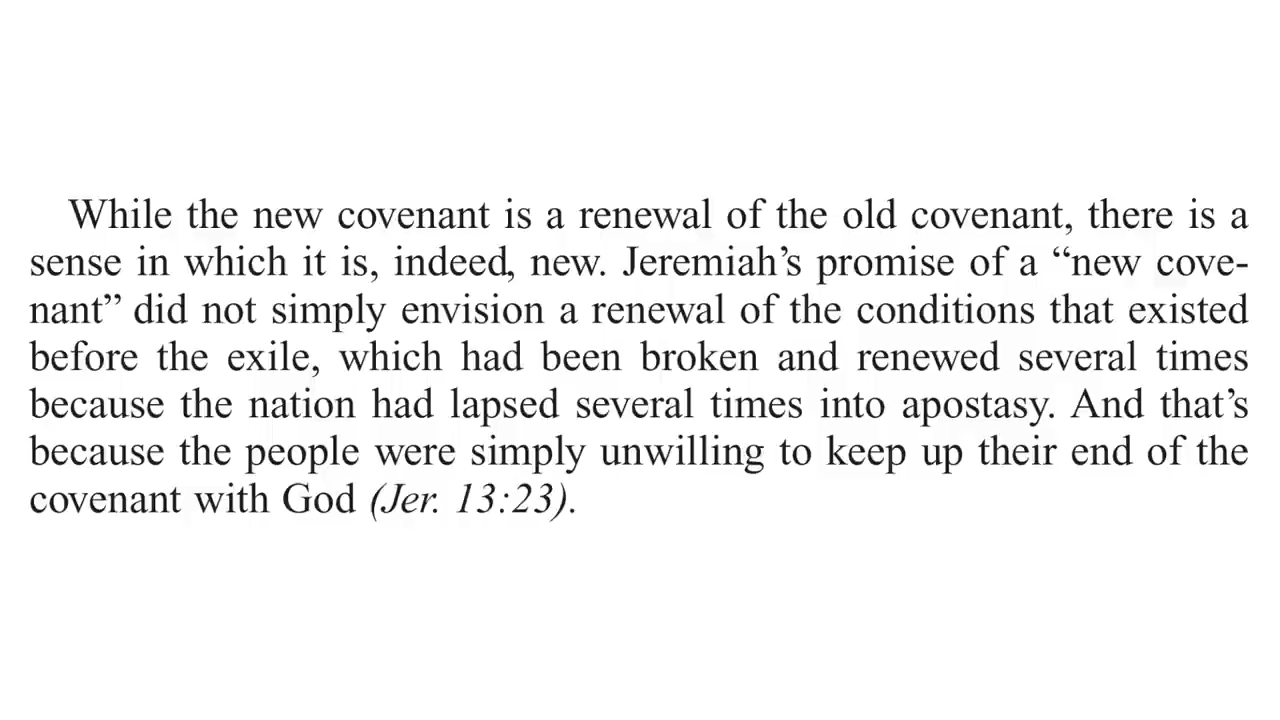 While the new covenant is a renewal of the old covenant, there is a
sense in which it is, indeed, new. Jeremiah’s promise of a “new cove-
nant” did not simply envision a renewal of the conditions that existed
before the exile, which had been broken and renewed several times
because the nation had lapsed several times into apostasy. And that’s
because the people were simply unwilling to keep up their end of the
covenant with God (Jer. 13:23).